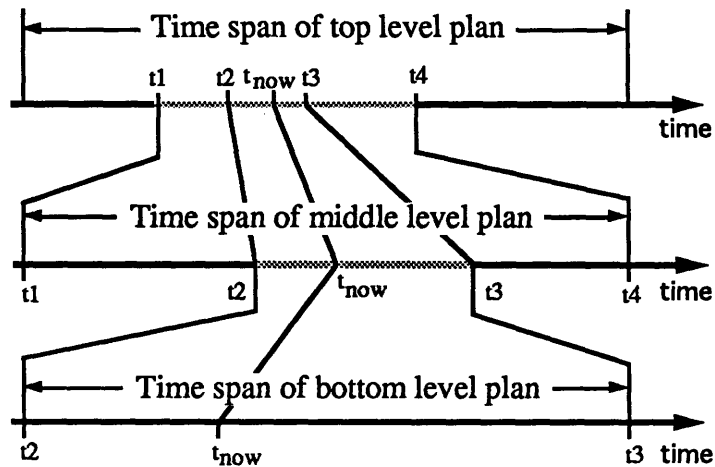 Time span of top level plan
t1 t2 tnow t3 t4
time
Time span of middle level plan
t1 t2 tnow t3 t4 time
Time span of bottom level plan
t2 tnow t3 time